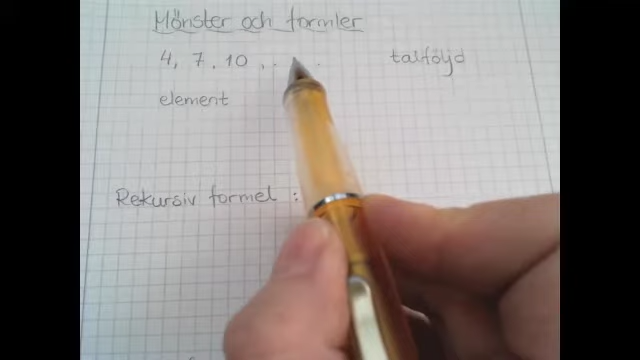 Mönster och formler
4, 7, 10, . . . talföljd
element
Rekursiv formel :